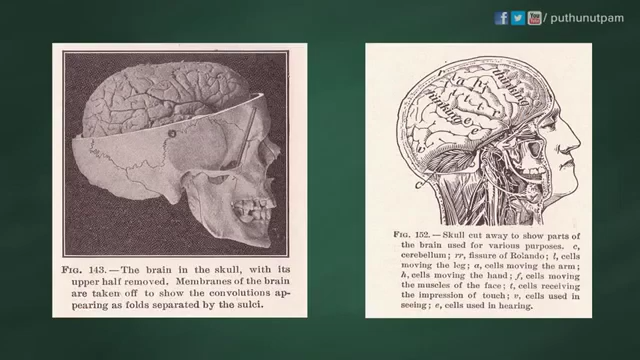 / puthunutpam
thinking
thinking
FIG. 143.—The brain in the skull, with its
upper half removed. Membranes of the brain
are taken off to show the convolutions ap-
pearing as folds separated by the sulci.
FIG. 152.—Skull cut away to show parts of
the brain used for various purposes. c,
cerebellum; rr, fissure of Rolando; l, cells
moving the leg; a, cells moving the arm;
h, cells moving the hand; f, cells moving
the muscles of the face; t, cells receiving
the impression of touch; v, cells used in
seeing; e, cells used in hearing.